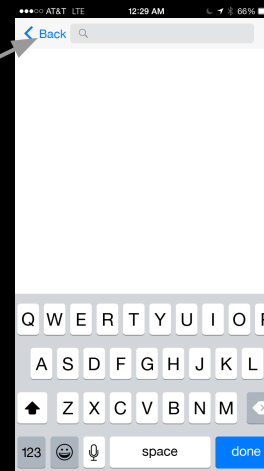 AT&T LTE 12:29 AM 66%
Back
Q W E R T Y U I O
A S D F G H J K L
Z X C V B N M
123 space done